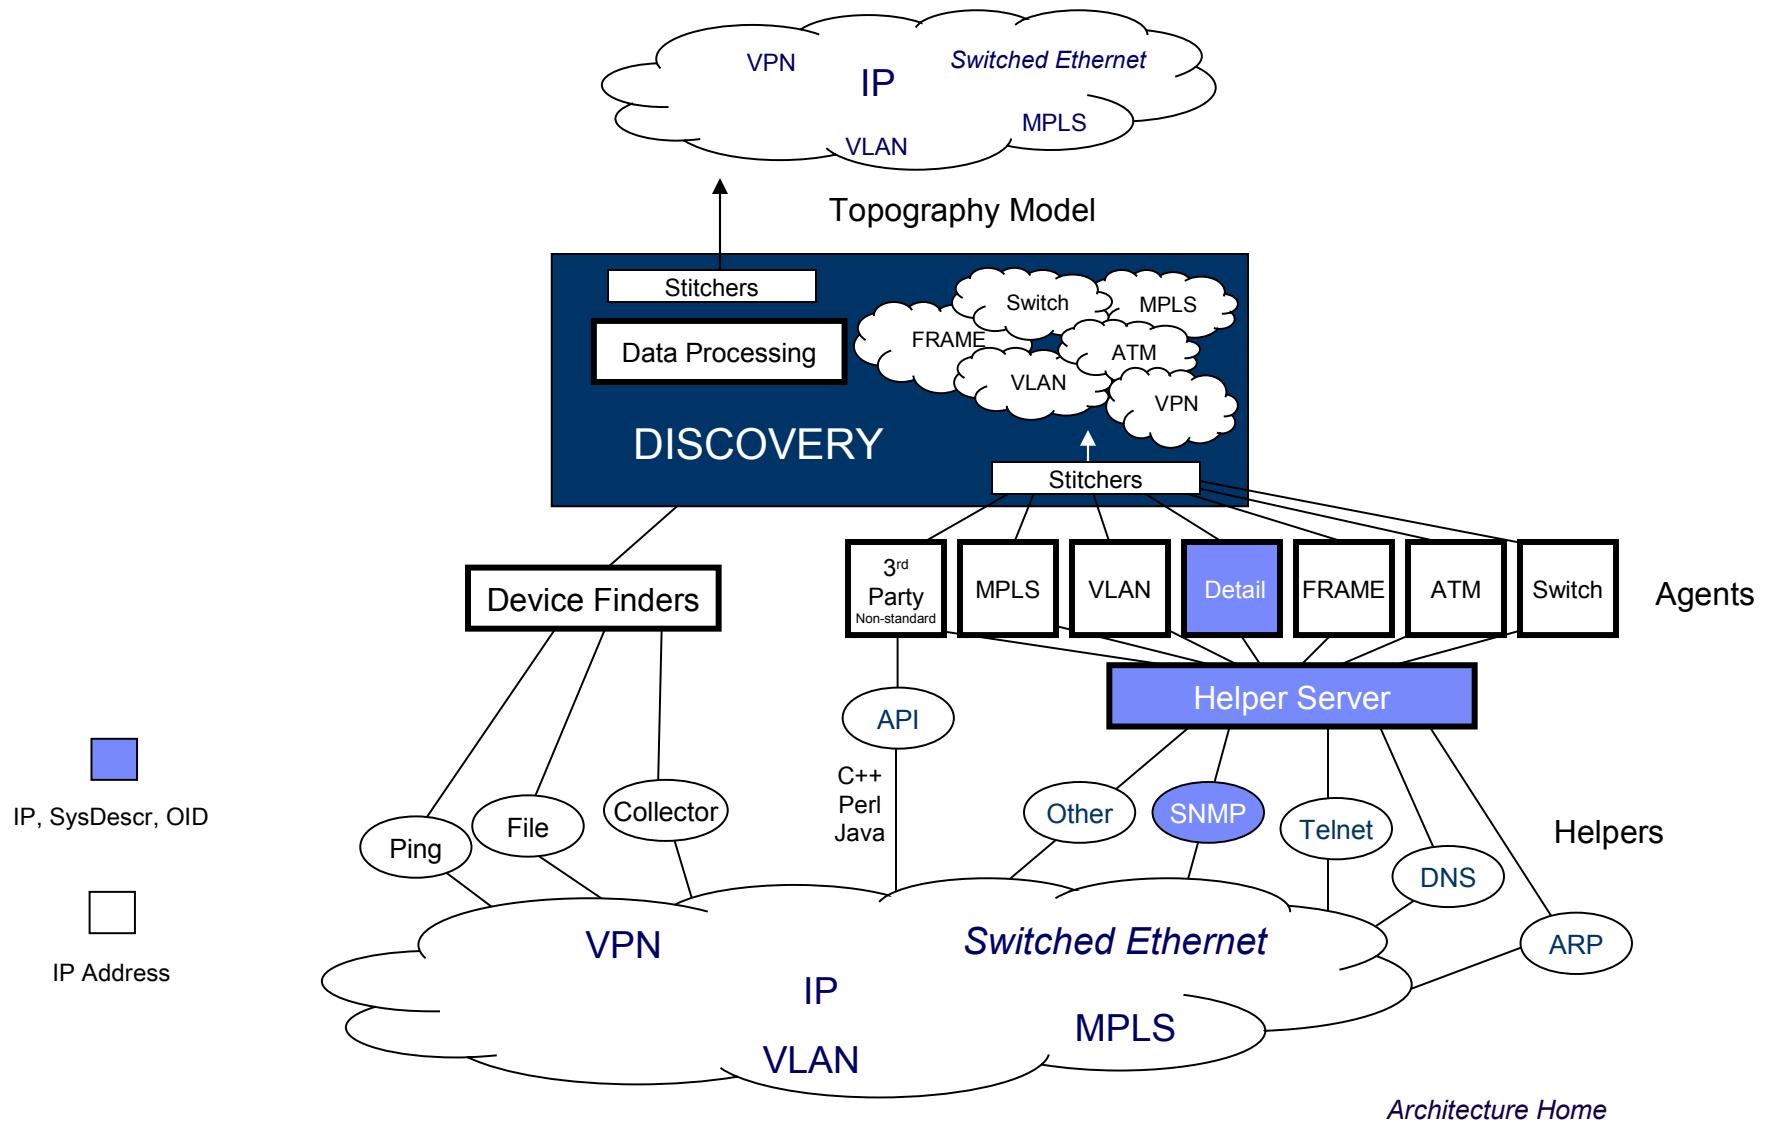 VPN
IP
Switched Ethernet
MPLS
VLAN
Topography Model
Stitchers
Data Processing
DISCOVERY
Switch
MPLS
FRAME
ATM
VLAN
VPN
Stitchers
Device Finders
3rd
Party
Non-standard
MPLS
VLAN
Detail
FRAME
ATM
Switch
Agents
Helper Server
API
C++
Perl
Java
Ping
File
Collector
Other
SNMP
Telnet
DNS
ARP
Helpers
IP, SysDescr, OID
IP Address
VPN
Switched Ethernet
IP
MPLS
VLAN
Architecture Home